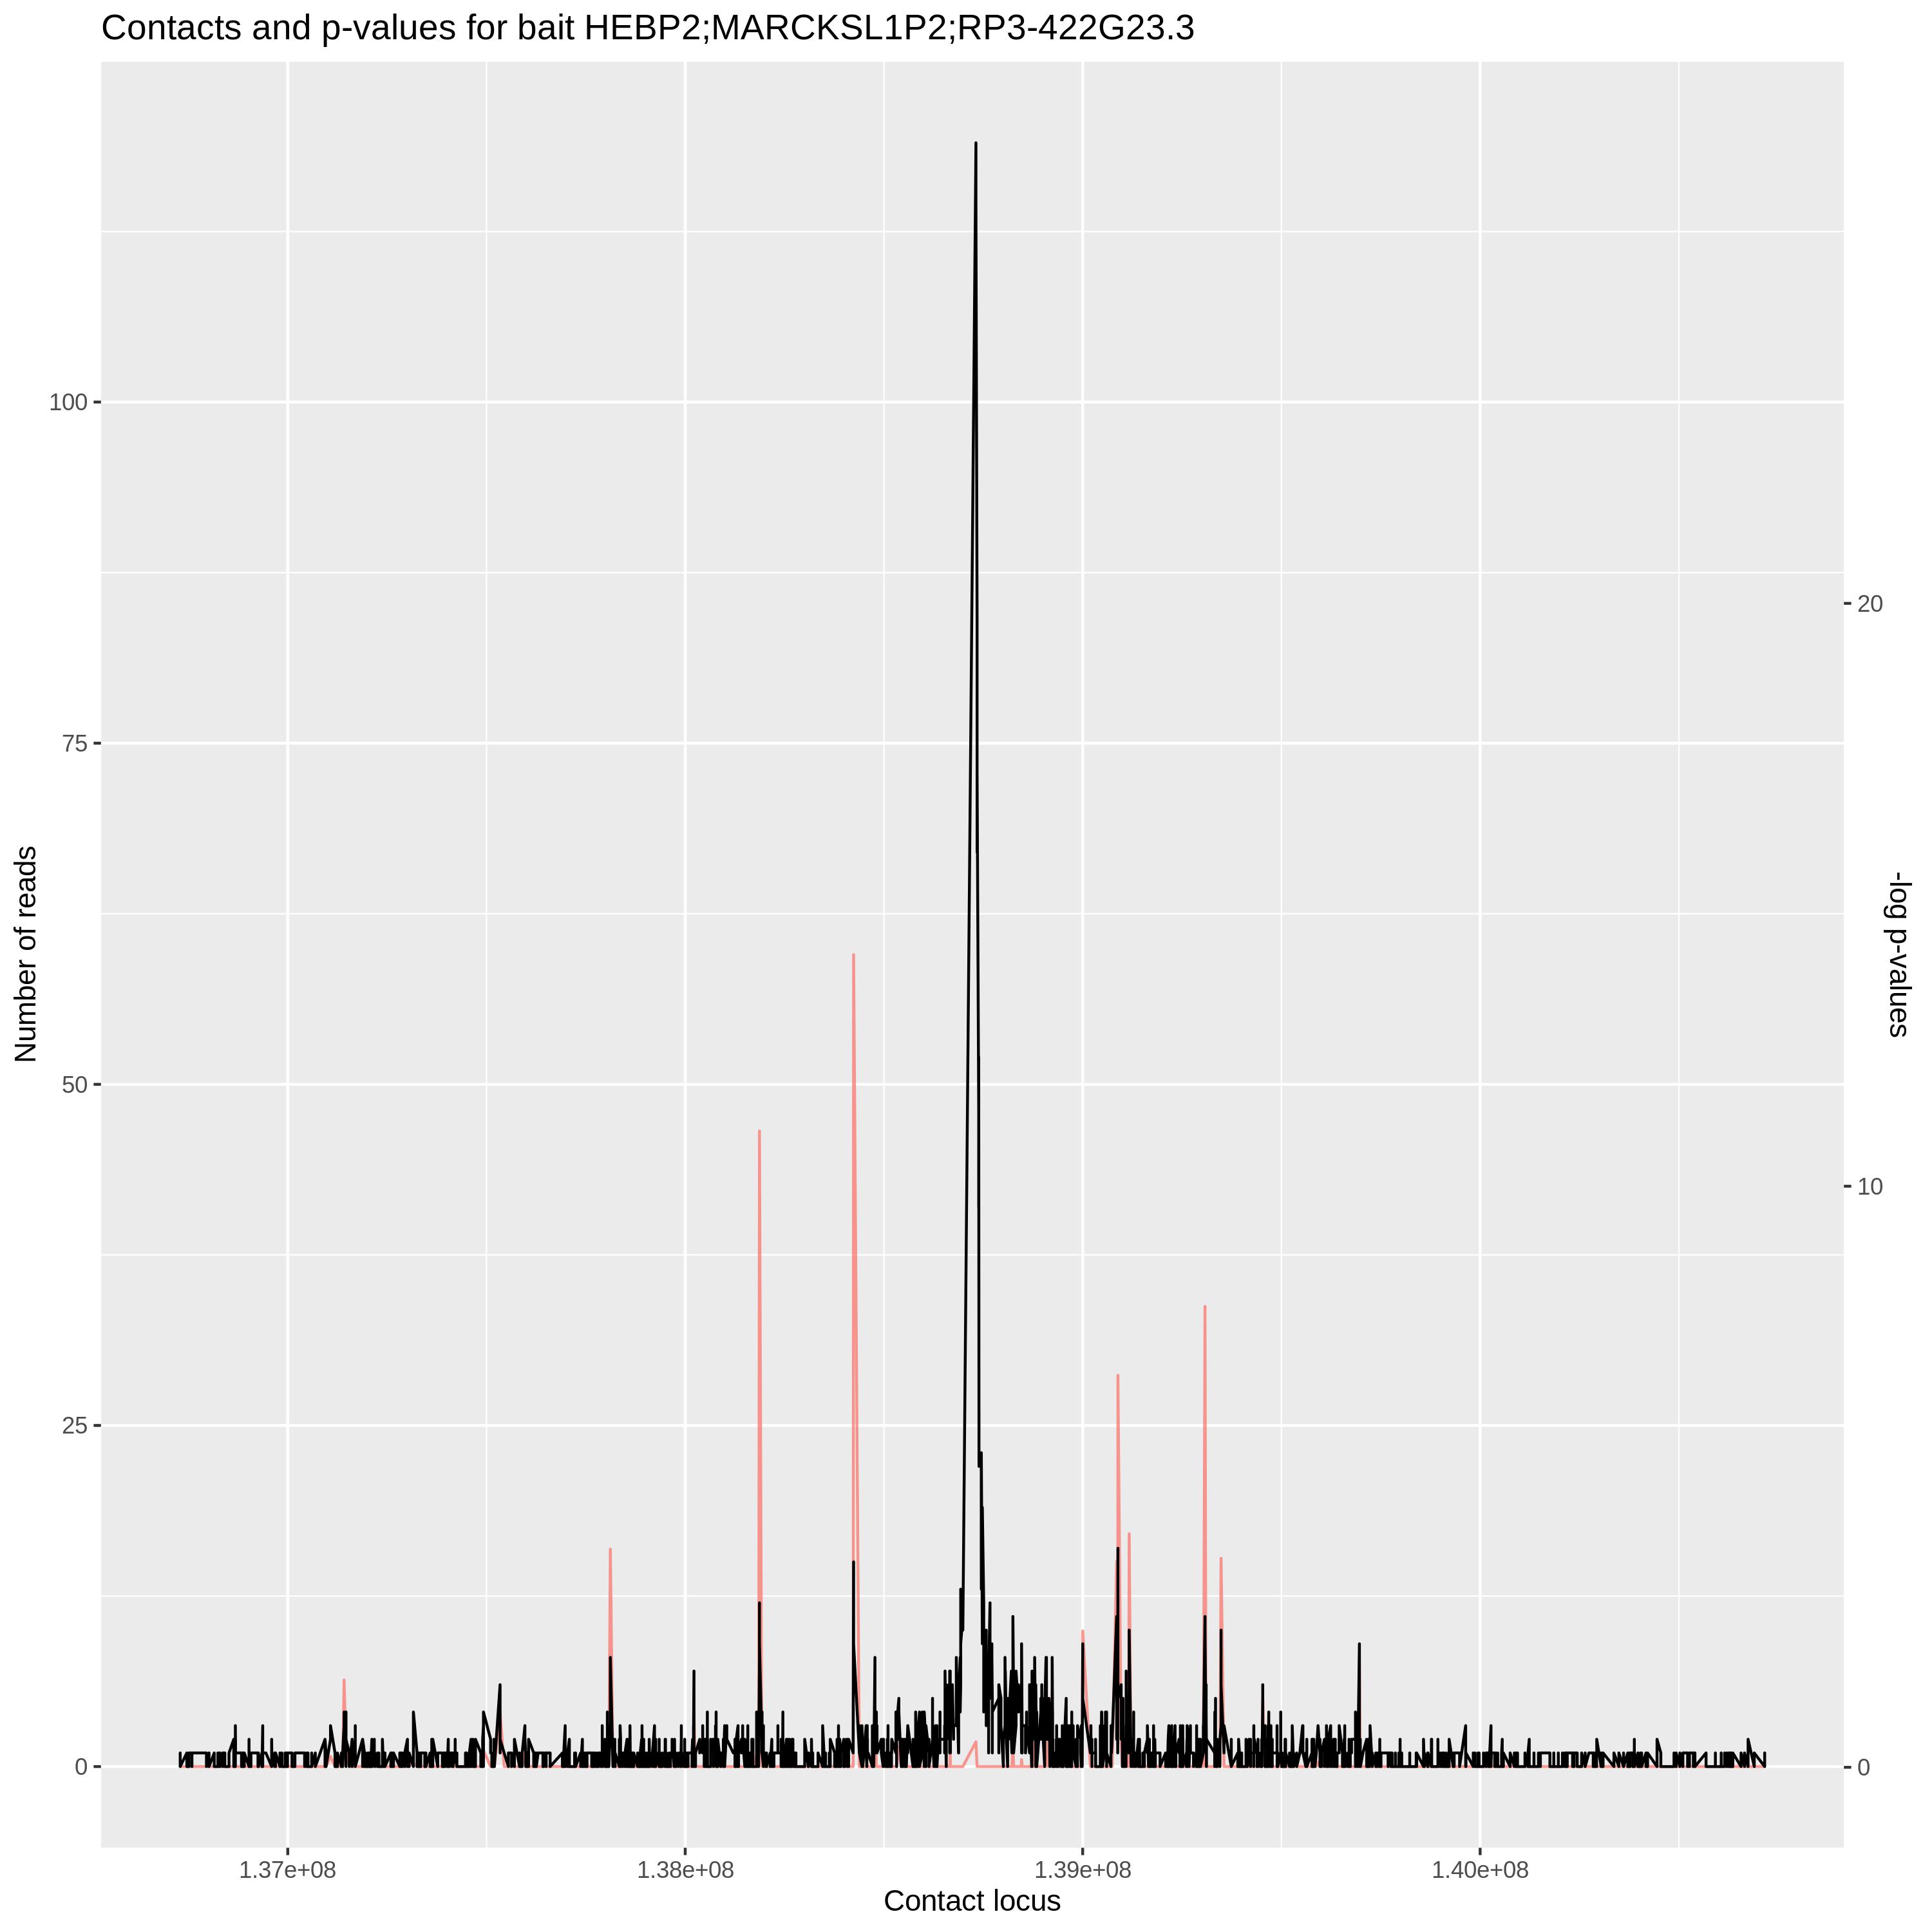 Contacts and p-values for bait HEBP2;MARCKSL1P2;RP3-422G23.3
Number of reads
100
75
50
25
0
20
10
0
-log p-values
1.37e+08 1.38e+08 1.39e+08 1.40e+08
Contact locus